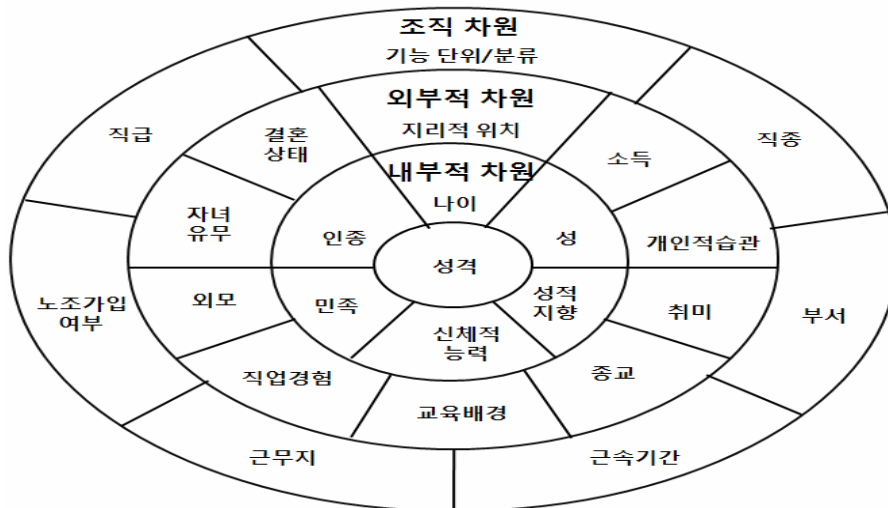 조직 차원
기능 단위/분류
외부적 차원
지리적 위치
내부적 차원
나이
직급
결혼
상태
소득
직종
자녀
유무
인종
성
개인적습관
성격
노조가입
여부
외모
민족
성적
지향
취미
부서
신체적
능력
직업경험
종교
교육배경
근무지
근속기간